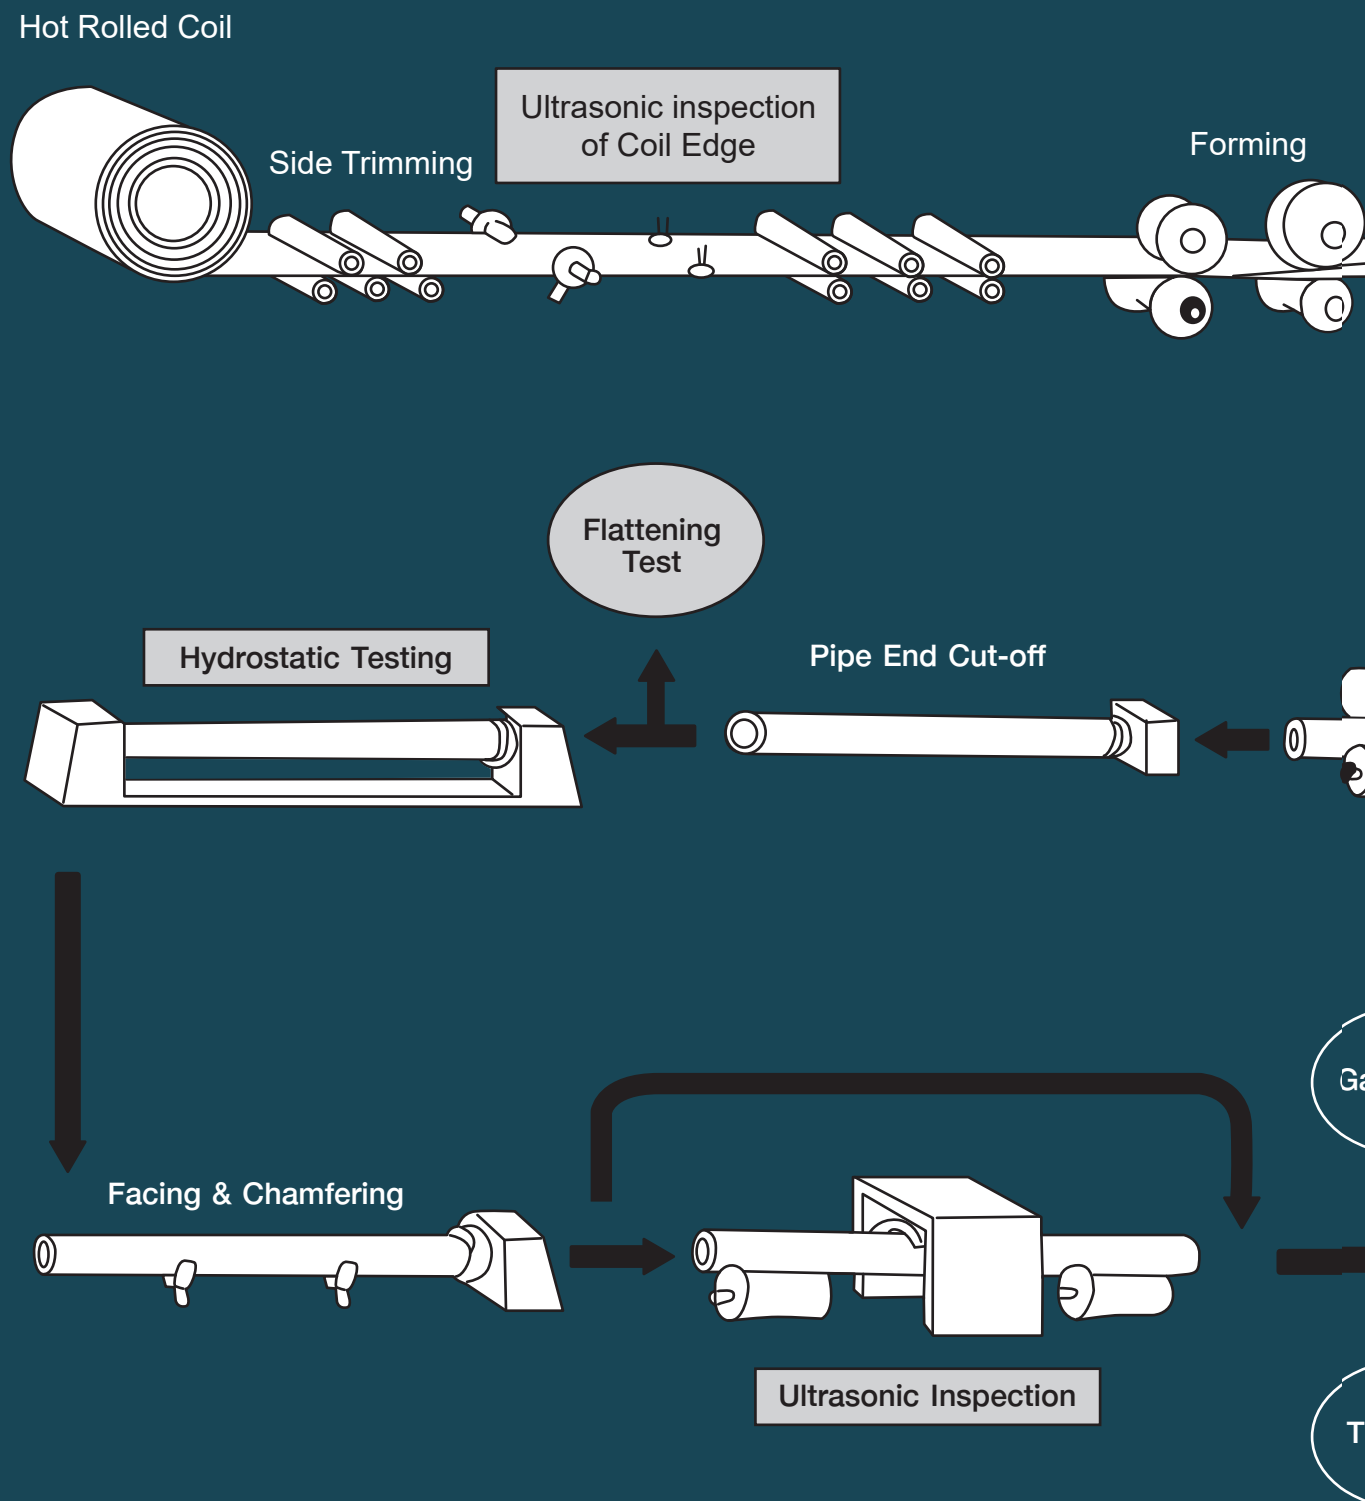 Hot Rolled Coil
Ultrasonic inspection
of Coil Edge
Side Trimming
Forming
Flattening
Test
Hydrostatic Testing
Pipe End Cut-off
Facing & Chamfering
Ultrasonic Inspection